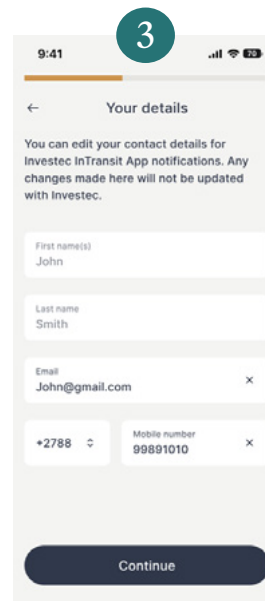 3
9:41
70
Your details
You can edit your contact details for
Investec InTransit App notifications. Any
changes made here will not be updated
with Investec.
First name(s)
John
Last name
Smith
Email
John@gmail.com
+2788
Mobile number
99891010
Continue